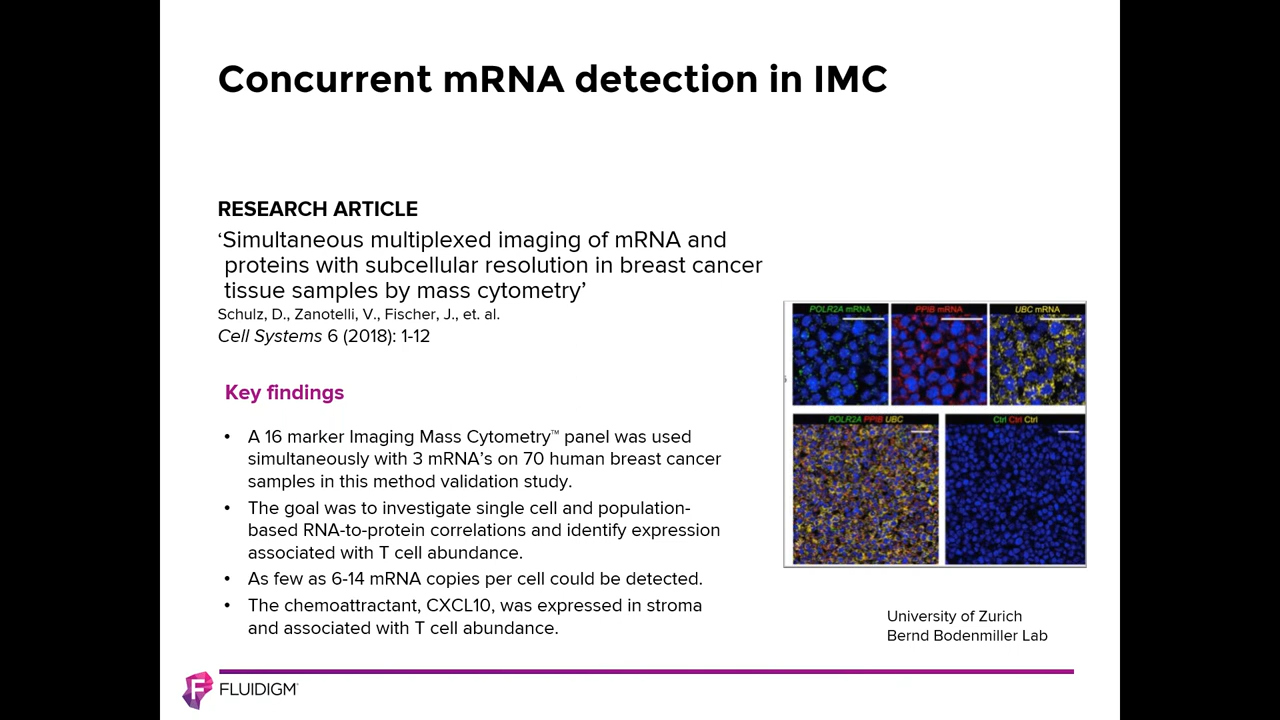 Concurrent mRNA detection in IMC
RESEARCH ARTICLE
‘Simultaneous multiplexed imaging of mRNA and
proteins with subcellular resolution in breast cancer
tissue samples by mass cytometry’
Schulz, D., Zanotelli, V., Fischer, J., et. al.
Cell Systems 6 (2018): 1-12
Key findings
• A 16 marker Imaging Mass Cytometry™ panel was used
simultaneously with 3 mRNA’s on 70 human breast cancer
samples in this method validation study.
• The goal was to investigate single cell and population-
based RNA-to-protein correlations and identify expression
associated with T cell abundance.
• As few as 6-14 mRNA copies per cell could be detected.
• The chemoattractant, CXCL10, was expressed in stroma
and associated with T cell abundance.
POLR2A mRNA
PPIB mRNA
UBC mRNA
POLR2A PPIB UBC
Ctrl Ctrl Ctrl
University of Zurich
Bernd Bodenmiller Lab
FLUIDIGM